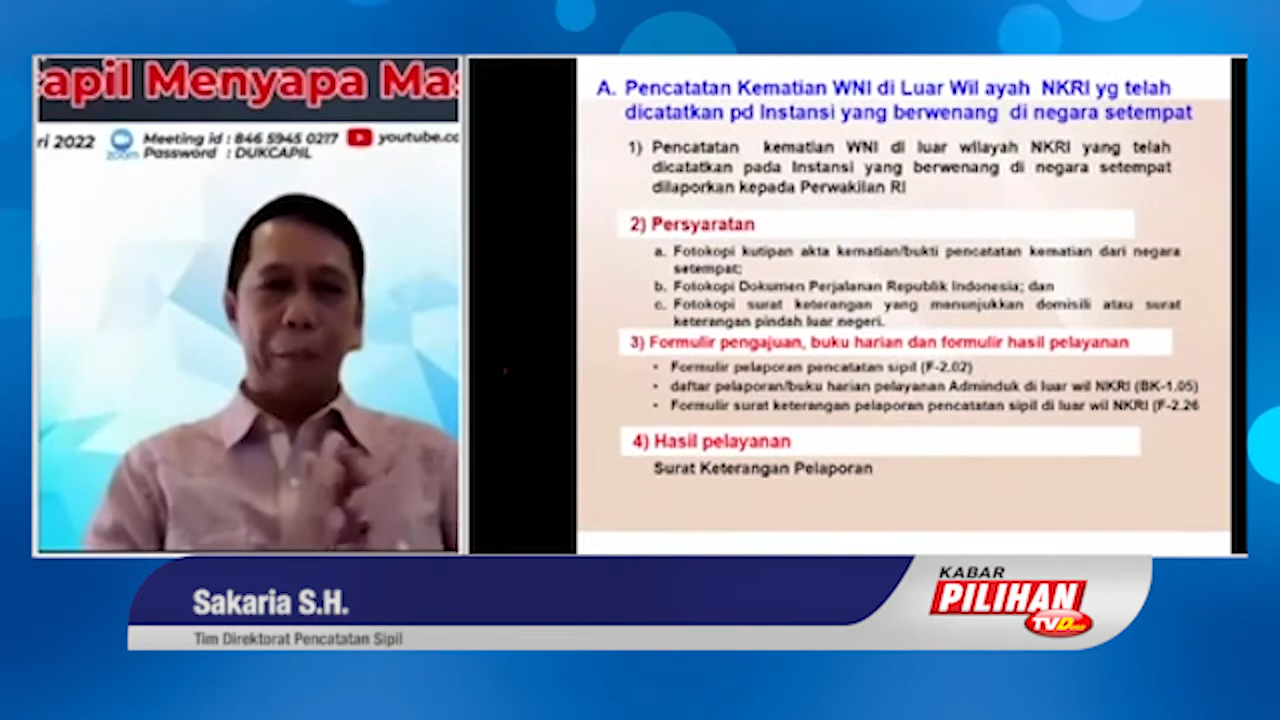 apil Menyapa Mas
ri 2022
Meeting id : 846 5945 0217
Password : DUKCAPIL
youtube.co
zoom
A. Pencatatan Kematian WNI di Luar Wil ayah NKRI yg telah
dicatatkan pd Instansi yang berwenang di negara setempat
1) Pencatatan kematian WNI di luar wilayah NKRI yang telah
dicatatkan pada Instansi yang berwenang di negara setempat
dilaporkan kepada Perwakilan RI
2) Persyaratan
a. Fotokopi kutipan akta kematian/bukti pencatatan kematian dari negara
setempat;
b. Fotokopi Dokumen Perjalanan Republik Indonesia; dan
c. Fotokopi surat keterangan yang menunjukkan domisili atau surat
keterangan pindah luar negeri.
3) Formulir pengajuan, buku harian dan formulir hasil pelayanan
• Formulir pelaporan pencatatan sipil (F-2.02)
• daftar pelaporan/buku harian pelayanan Adminduk di luar wil NKRI (BK-1.05)
• Formulir surat keterangan pelaporan pencatatan sipil di luar wil NKRI (F-2.26
4) Hasil pelayanan
Surat Keterangan Pelaporan
Sakaria S.H.
Tim Direktorat Pencatatan Sipil
KABAR
PILIHAN
TVD